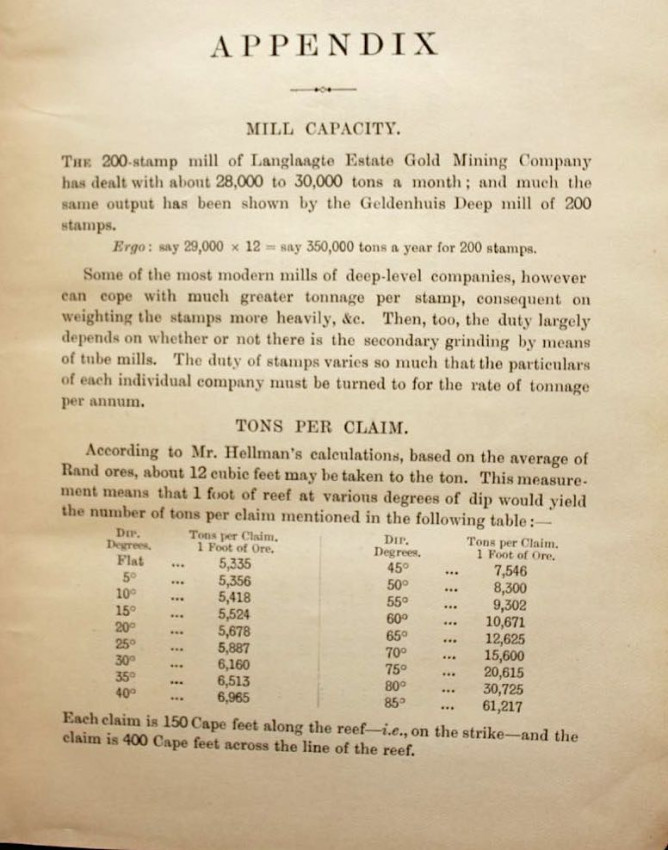 APPENDIX
MILL CAPACITY.
THE 200-stamp mill of Langlaagte Estate Gold Mining Company
has dealt with about 28,000 to 30,000 tons a month; and much the
same output has been shown by the Geldenhuis Deep mill of 200
stamps.
Ergo: say 29,000 × 12 = say 350,000 tons a year for 200 stamps.
Some of the most modern mills of deep-level companies, however
can cope with much greater tonnage per stamp, consequent on
weighting the stamps more heavily, &c. Then, too, the duty largely
depends on whether or not there is the secondary grinding by means
of tube mills. The duty of stamps varies so much that the particulars
of each individual company must be turned to for the rate of tonnage
per annum.
TONS PER CLAIM.
According to Mr. Hellman's calculations, based on the average of
Rand ores, about 12 cubic feet may be taken to the ton. This measure-
ment means that 1 foot of reef at various degrees of dip would yield
the number of tons per claim mentioned in the following table:—
DIP. Tons per Claim.
Degrees. 1 Foot of Ore.
Flat ... 5,335
5° ... 5,356
10° ... 5,418
15° ... 5,524
20° ... 5,678
25° ... 5,887
30° ... 6,160
35° ... 6,513
40° ... 6,965
DIP. Tons per Claim.
Degrees. 1 Foot of Ore.
45° ... 7,546
50° ... 8,300
55° ... 9,302
60° ... 10,671
65° ... 12,625
70° ... 15,600
75° ... 20,615
80° ... 30,725
85° ... 61,217
Each claim is 150 Cape feet along the reef—i.e., on the strike—and the
claim is 400 Cape feet across the line of the reef.